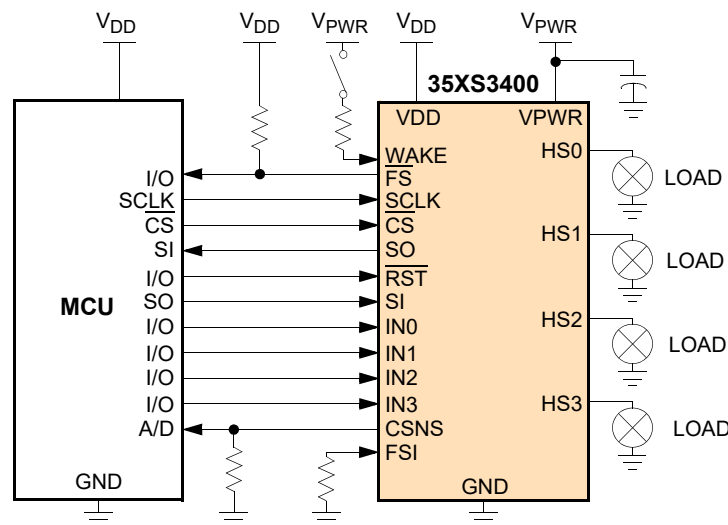 VDD VDD VPWR VDD VPWR
35XS3400
VDD VPWR
HS0
WAKE
I/O FS LOAD
SCLK SCLK
CS CS HS1
SI SO LOAD
I/O RST
MCU SO SI
I/O IN0 HS2
I/O IN1 LOAD
I/O IN2
I/O IN3 HS3
A/D CSNS LOAD
FSI
GND GND